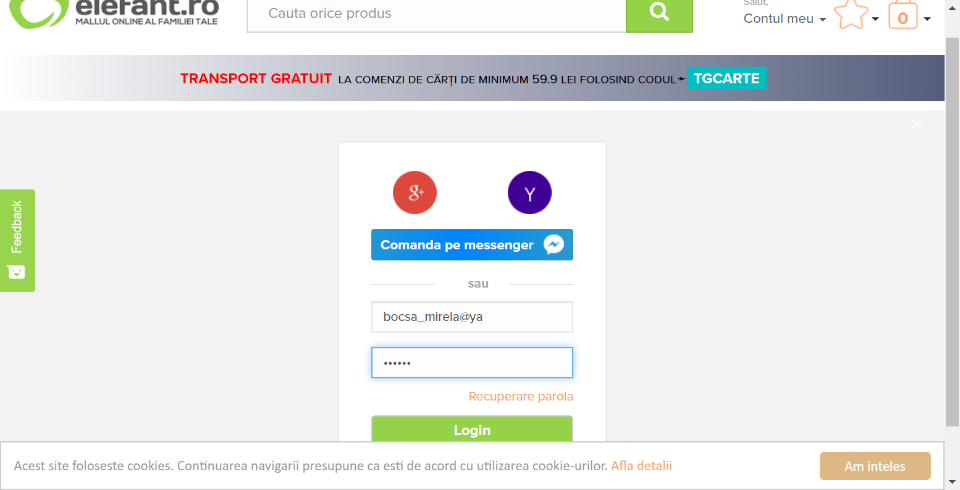 elefant.ro
MALLUL ONLINE AL FAMILIEI TALE
Cauta orice produs
Salut,
Contul meu
0
TRANSPORT GRATUIT LA COMENZI DE CĂRȚI DE MINIMUM 59.9 LEI FOLOSIND CODUL TGCARTE
Feedback
g+
Y
Comanda pe messenger
sau
bocsa_mirela@ya
••••••
Recuperare parola
Login
Acest site foloseste cookies. Continuarea navigarii presupune ca esti de acord cu utilizarea cookie-urilor. Afla detalii
Am inteles